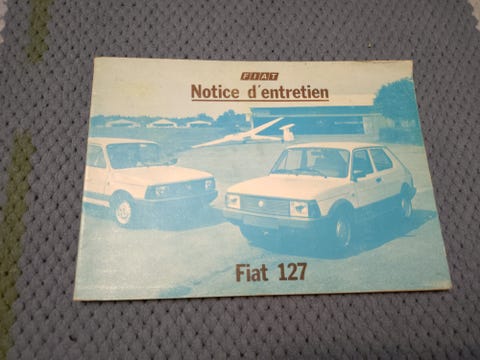 FIAT
Notice d'entretien
Fiat 127